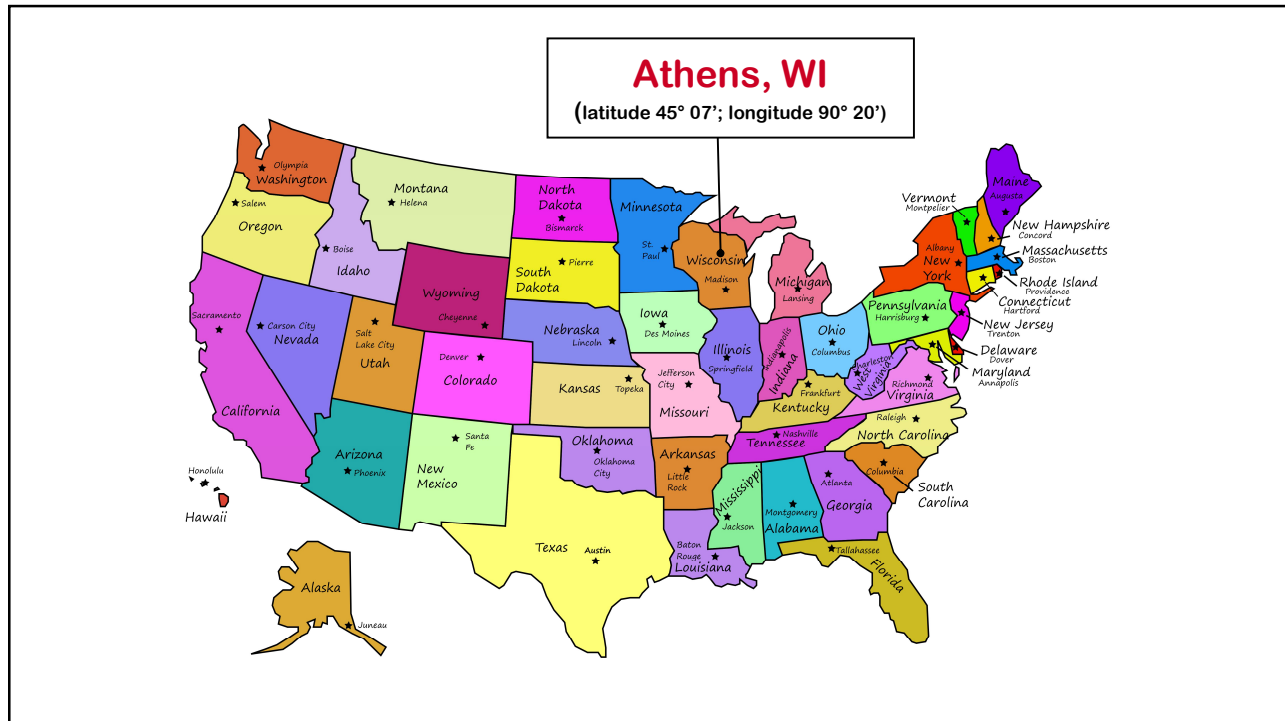 Athens, WI
(latitude 45° 07’; longitude 90° 20’)
Olympia
Washington
Salem
Oregon
Montana
Helena
Boise
Idaho
North
Dakota
Bismarck
Minnesota
St.
Paul
Pierre
South
Dakota
Wisconsin
Madison
Michigan
Lansing
Maine
Augusta
Vermont
Montpelier
New Hampshire
Concord
Albany
New
York
Massachusetts
Boston
Rhode Island
Providence
Connecticut
Hartford
Pennsylvania
Harrisburg
New Jersey
Trenton
Delaware
Dover
Maryland
Annapolis
Wyoming
Cheyenne
Sacramento
California
Carson City
Nevada
Salt
Lake City
Utah
Denver
Colorado
Nebraska
Lincoln
Iowa
Des Moines
Illinois
Springfield
Indianapolis
Indiana
Ohio
Columbus
Charleston
West
Virginia
Richmond
Virginia
Kansas
Topeka
Jefferson
City
Missouri
Frankfurt
Kentucky
Nashville
Tennessee
Raleigh
North Carolina
Columbia
South
Carolina
Arizona
Phoenix
Santa
Fe
New
Mexico
Oklahoma
Oklahoma
City
Arkansas
Little
Rock
Mississippi
Jackson
Montgomery
Alabama
Atlanta
Georgia
Texas
Austin
Baton
Rouge
Louisiana
Tallahassee
Florida
Honolulu
Hawaii
Alaska
Juneau